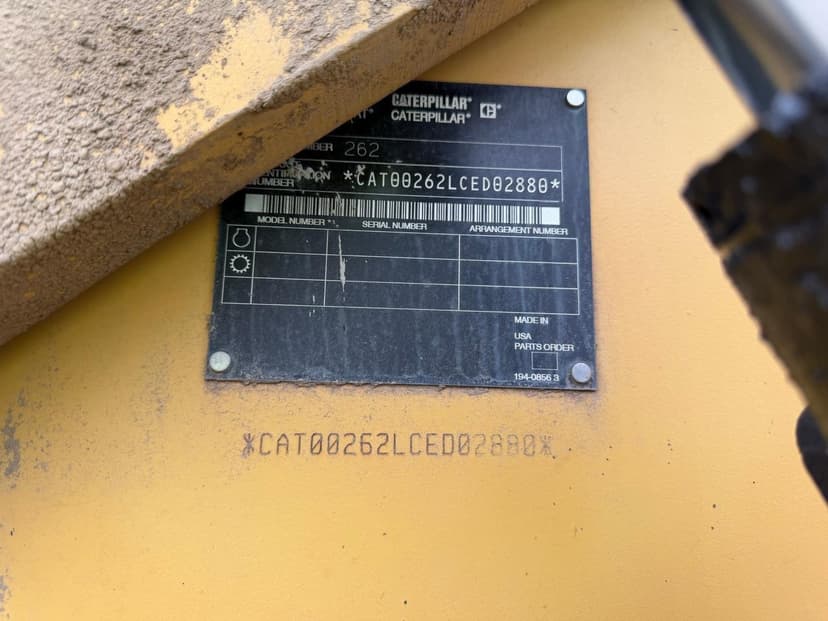 CATERPILLAR®
CATERPILLAR®
262
NUMBER *CAT00262LCED02880*
MODEL NUMBER SERIAL NUMBER ARRANGEMENT NUMBER
MADE IN
USA
PARTS ORDER
194-0856 3
*CAT00262LCED02880*